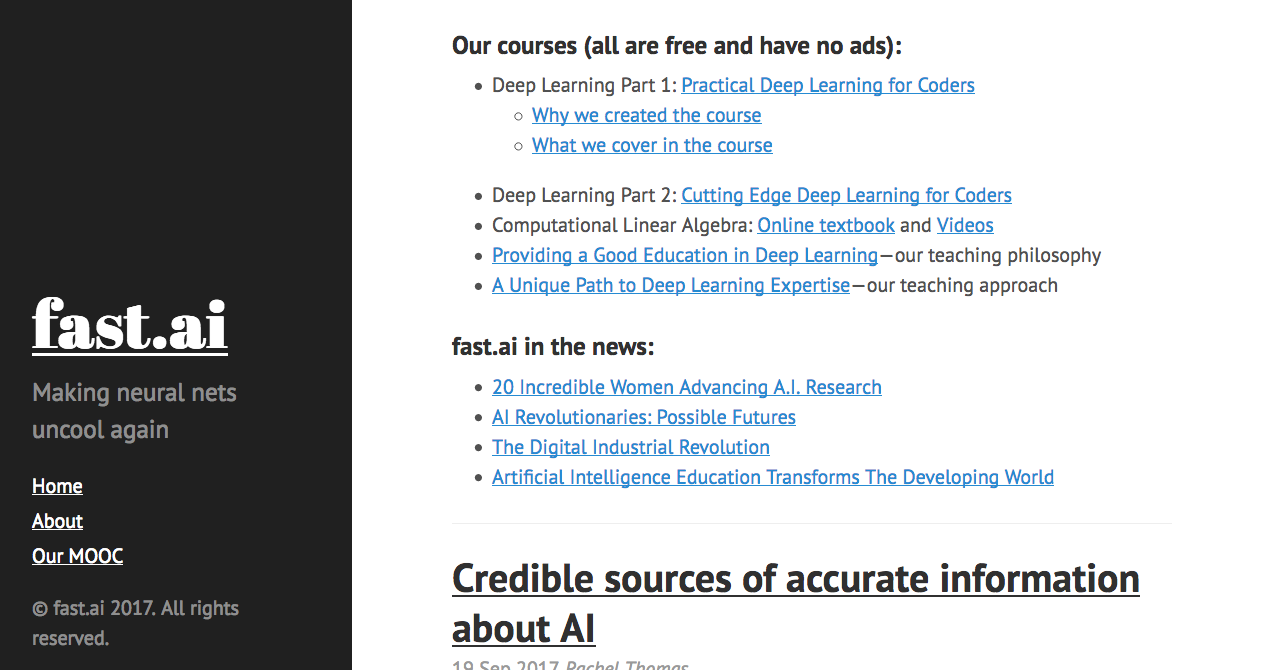 fast.ai
Making neural nets
uncool again
Home
About
Our MOOC
© fast.ai 2017. All rights
reserved.
Our courses (all are free and have no ads):
Deep Learning Part 1: Practical Deep Learning for Coders
Why we created the course
What we cover in the course
Deep Learning Part 2: Cutting Edge Deep Learning for Coders
Computational Linear Algebra: Online textbook and Videos
Providing a Good Education in Deep Learning—our teaching philosophy
A Unique Path to Deep Learning Expertise—our teaching approach
fast.ai in the news:
20 Incredible Women Advancing A.I. Research
AI Revolutionaries: Possible Futures
The Digital Industrial Revolution
Artificial Intelligence Education Transforms The Developing World
Credible sources of accurate information
about AI
19 Sep 2017 Rachel Thomas